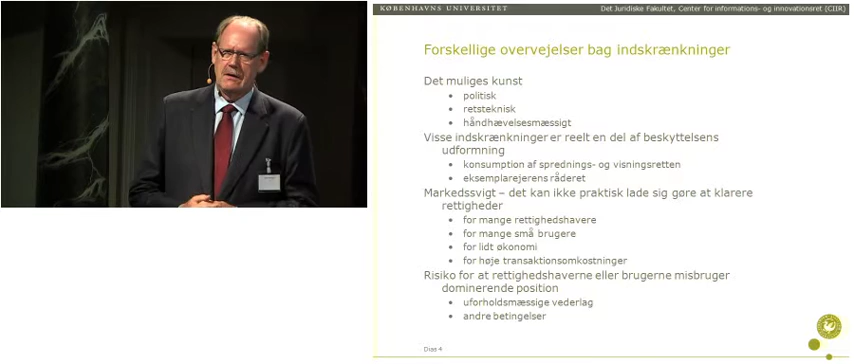 KØBENHAVNS UNIVERSITET
Det Juridiske Fakultet, Center for informations- og innovationsret (CIIR)
Forskellige overvejelser bag indskrænkninger
Det muliges kunst
• politisk
• retsteknisk
• håndhævelsesmæssigt
Visse indskrænkninger er reelt en del af beskyttelsens
udformning
• konsumption af sprednings- og visningsretten
• eksemplarejerens råderet
Markedssvigt – det kan ikke praktisk lade sig gøre at klarere
rettigheder
• for mange rettighedshavere
• for mange små brugere
• for lidt økonomi
• for høje transaktionsomkostninger
Risiko for at rettighedshaverne eller brugerne misbruger
dominerende position
• uforholdsmæssige vederlag
• andre betingelser
Dias 4